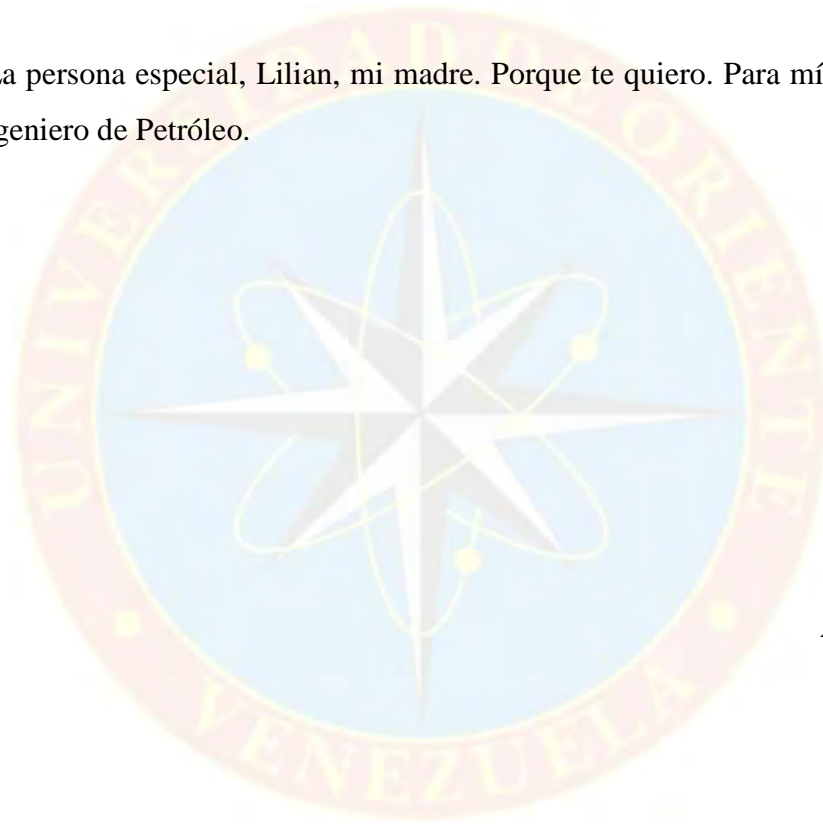 La persona especial, Lilian, mi madre. Porque te quiero. Para mí
geniero de Petróleo.
UNIVERSIDAD DE ORIENTE
VENEZUELA